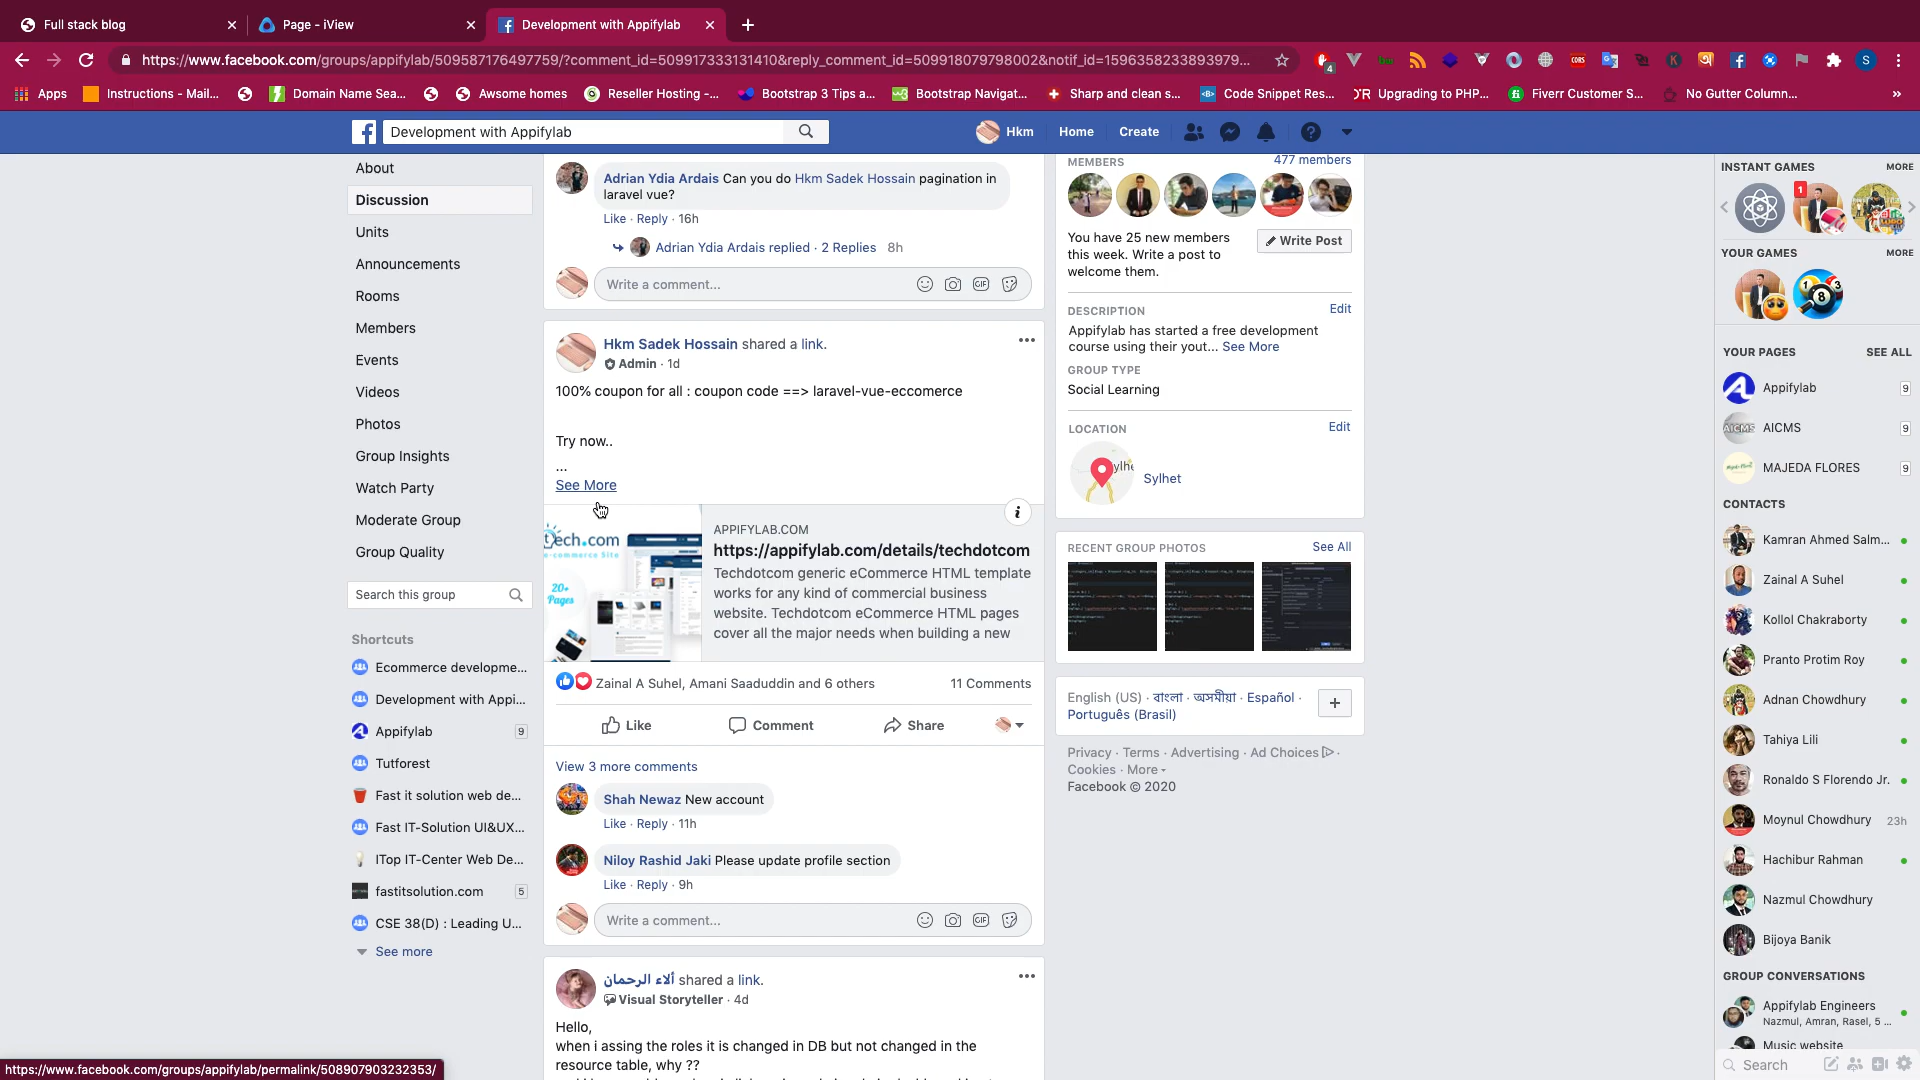 Full stack blog
Page - iView
Development with Appifylab
https://www.facebook.com/groups/appifylab/509587176497759/?comment_id=509917333131410&reply_comment_id=509918079798002&notif_id=1596358233893979...
Apps
Instructions - Mail...
Domain Name Sea...
Awsome homes
Reseller Hosting -...
Bootstrap 3 Tips a...
Bootstrap Navigat...
Sharp and clean s...
Code Snippet Res...
Upgrading to PHP...
Fiverr Customer S...
No Gutter Column...
»
Development with Appifylab
Hkm
Home
Create
About
Discussion
Units
Announcements
Rooms
Members
Events
Videos
Photos
Group Insights
Watch Party
Moderate Group
Group Quality
Search this group
Shortcuts
Ecommerce developme...
Development with Appi...
Appifylab 9
Tutforest
Fast it solution web de...
Fast IT-Solution UI&UX...
ITop IT-Center Web De...
fastitsolution.com 5
CSE 38(D) : Leading U...
See more
Adrian Ydia Ardais Can you do Hkm Sadek Hossain pagination in
laravel vue?
Like · Reply · 16h
Adrian Ydia Ardais replied · 2 Replies 8h
Write a comment...
Hkm Sadek Hossain shared a link.
Admin · 1d
100% coupon for all : coupon code ==> laravel-vue-eccomerce
Try now..
...
See More
tech.com
20+
Pages
APPIFYLAB.COM
https://appifylab.com/details/techdotcom
Techdotcom generic eCommerce HTML template
works for any kind of commercial business
website. Techdotcom eCommerce HTML pages
cover all the major needs when building a new
Zainal A Suhel, Amani Saaduddin and 6 others
11 Comments
Like
Comment
Share
View 3 more comments
Shah Newaz New account
Like · Reply · 11h
Niloy Rashid Jaki Please update profile section
Like · Reply · 9h
Write a comment...
ألاء الرحمان shared a link.
Visual Storyteller · 4d
Hello,
when i assing the roles it is changed in DB but not changed in the
resource table, why ??
MEMBERS
477 members
You have 25 new members
this week. Write a post to
welcome them.
Write Post
DESCRIPTION
Edit
Appifylab has started a free development
course using their yout... See More
GROUP TYPE
Social Learning
LOCATION
Edit
Sylhet
RECENT GROUP PHOTOS
See All
English (US) · বাংলা · অসমীয়া · Español ·
Português (Brasil)
Privacy · Terms · Advertising · Ad Choices ·
Cookies · More
Facebook © 2020
INSTANT GAMES
MORE
1
YOUR GAMES
MORE
YOUR PAGES
SEE ALL
Appifylab 9
AICMS 9
MAJEDA FLORES 9
CONTACTS
Kamran Ahmed Salm...
Zainal A Suhel
Kollol Chakraborty
Pranto Protim Roy
Adnan Chowdhury
Tahiya Lili
Ronaldo S Florendo Jr.
Moynul Chowdhury 23h
Hachibur Rahman
Nazmul Chowdhury
Bijoya Banik
GROUP CONVERSATIONS
Appifylab Engineers
Nazmul, Amran, Rasel, 5 ...
Music website
Search
https://www.facebook.com/groups/appifylab/permalink/508907903232353/